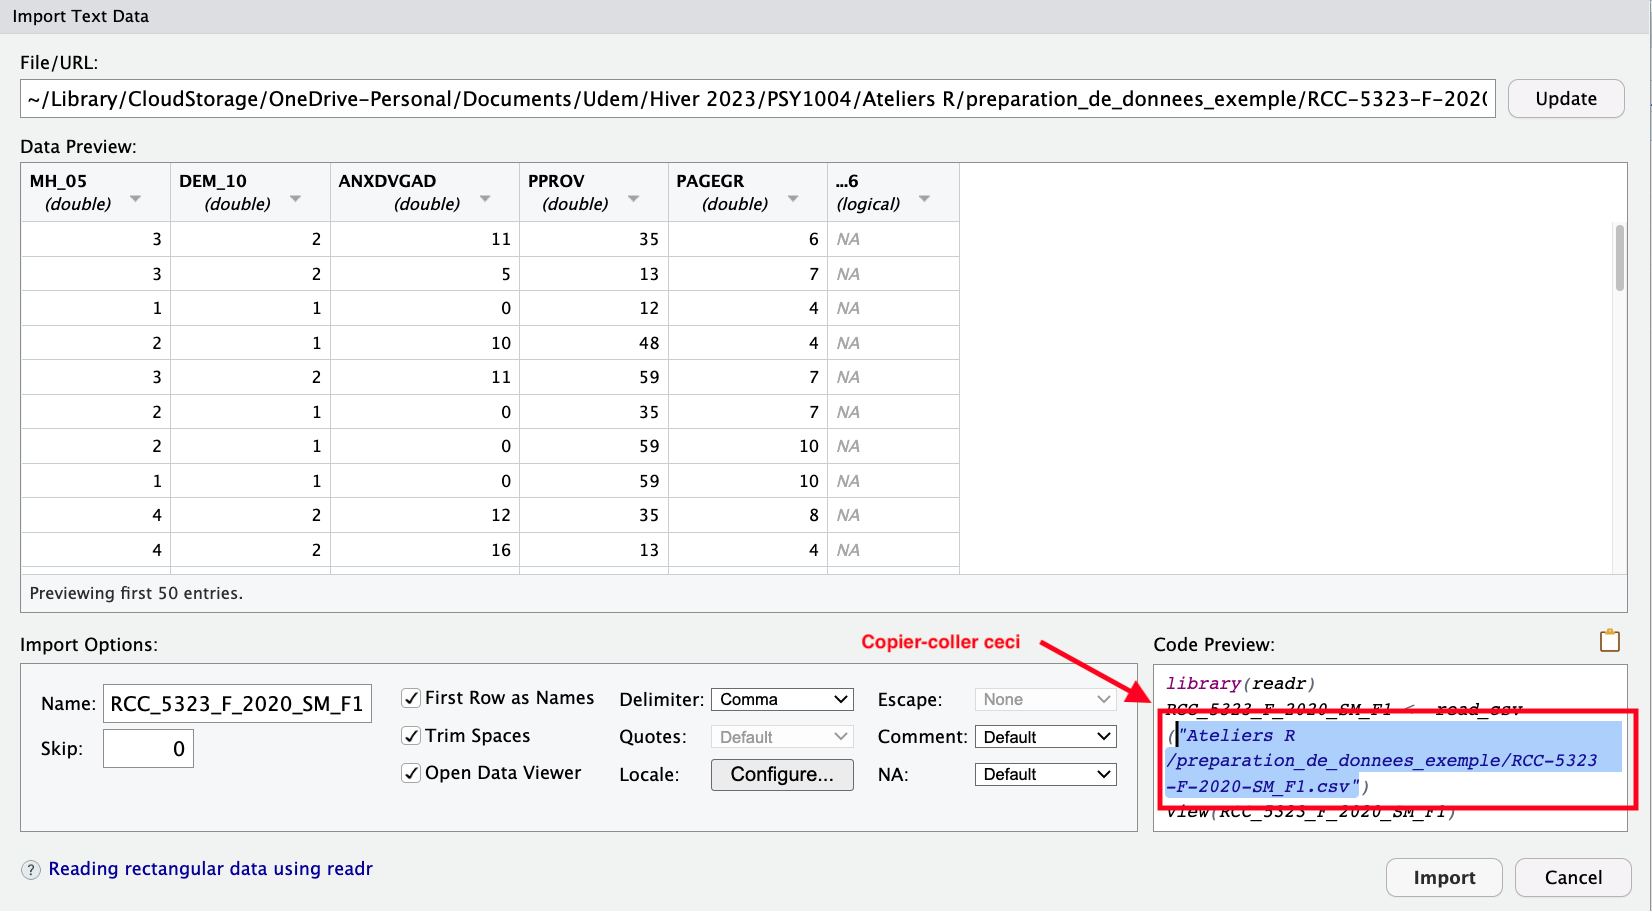 Import Text Data
File/URL:
~/Library/CloudStorage/OneDrive-Personal/Documents/Udem/Hiver 2023/PSY1004/Ateliers R/preparation_de_donnees_exemple/RCC-5323-F-2020
Update
Data Preview:
MH_05 DEM_10 ANXDVGAD PPROV PAGEGR ...6
(double) (double) (double) (double) (double) (logical)
3 2 11 35 6 NA
3 2 5 13 7 NA
1 1 0 12 4 NA
2 1 10 48 4 NA
3 2 11 59 7 NA
2 1 0 35 7 NA
2 1 0 59 10 NA
1 1 0 59 10 NA
4 2 12 35 8 NA
4 2 16 13 4 NA
Previewing first 50 entries.
Import Options:
Name: RCC_5323_F_2020_SM_F1
Skip: 0
First Row as Names
Trim Spaces
Open Data Viewer
Delimiter: Comma
Quotes: Default
Locale: Configure...
Escape: None
Comment: Default
NA: Default
Copier-coller ceci
Code Preview:
library(readr)
RCC_5323_F_2020_SM_F1 <- read_csv
("Ateliers R
/preparation_de_donnees_exemple/RCC-5323
-F-2020-SM_F1.csv")
View(RCC_5323_F_2020_SM_F1)
? Reading rectangular data using readr
Import
Cancel